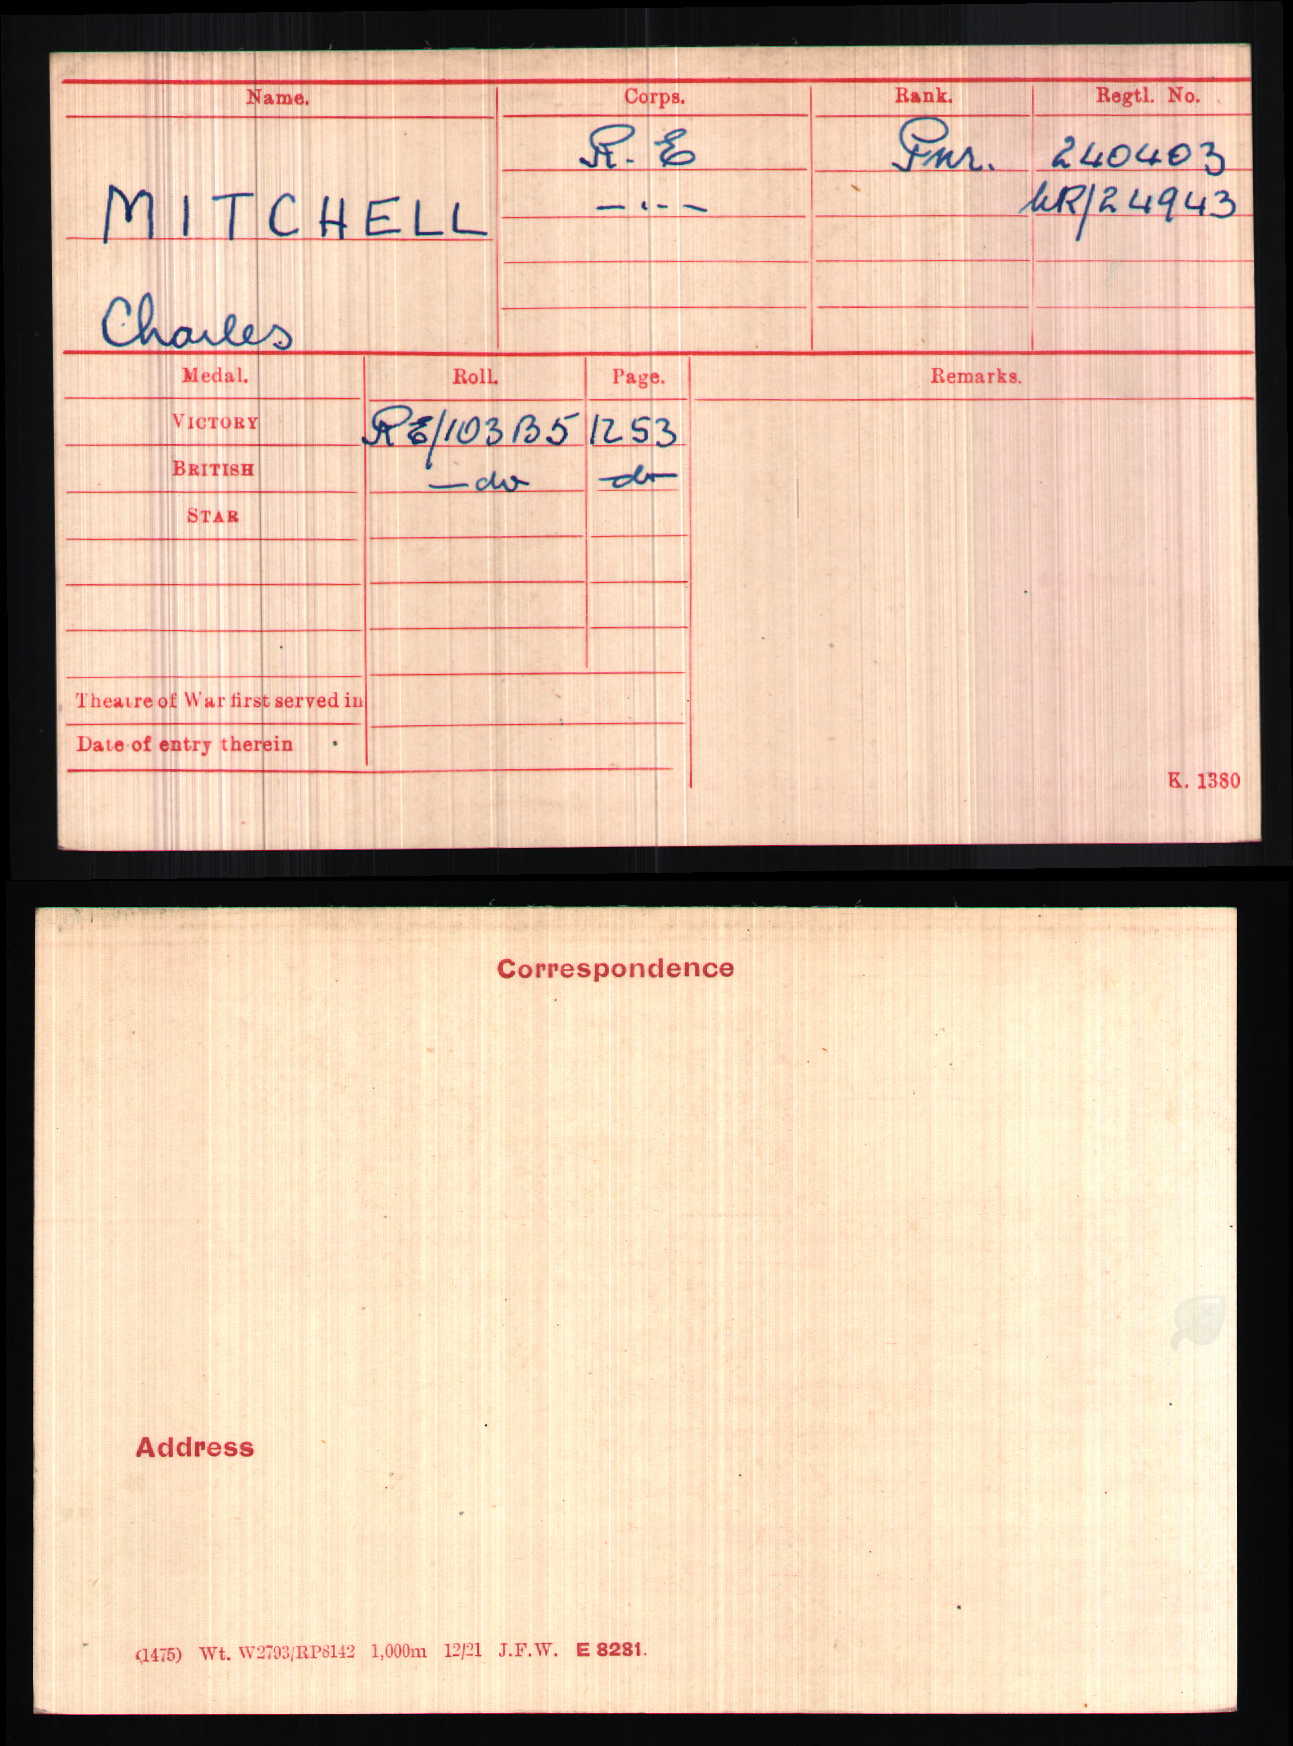 Name. Corps. Rank. Regtl. No.
R. E Pnr. 240403
MITCHELL —"— WR/24943
Charles
Medal. Roll. Page. Remarks.
VICTORY RE/103B5 1253
BRITISH —do— —do—
STAR
Theatre of War first served in
Date of entry therein
K. 1380
Correspondence
Address
(1475) Wt. W2793/RP8142 1,000m 12/21 J.F.W. E 8281.